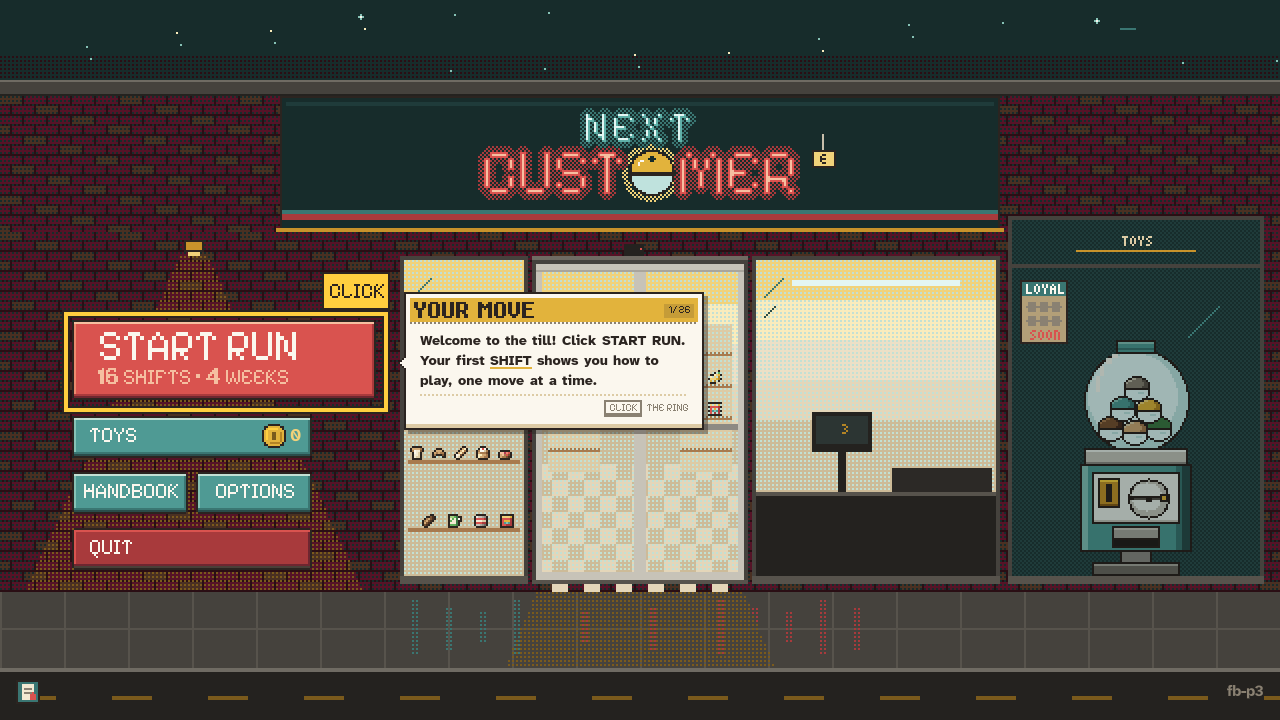 NEXT
CUSTOMER
E
TOYS
LOYAL
SOON
CLICK
START RUN
16 SHIFTS · 4 WEEKS
TOYS
0
HANDBOOK
OPTIONS
QUIT
YOUR MOVE
1/86
Welcome to the till! Click START RUN.
Your first SHIFT shows you how to
play, one move at a time.
CLICK THE RING
3
fb-p3